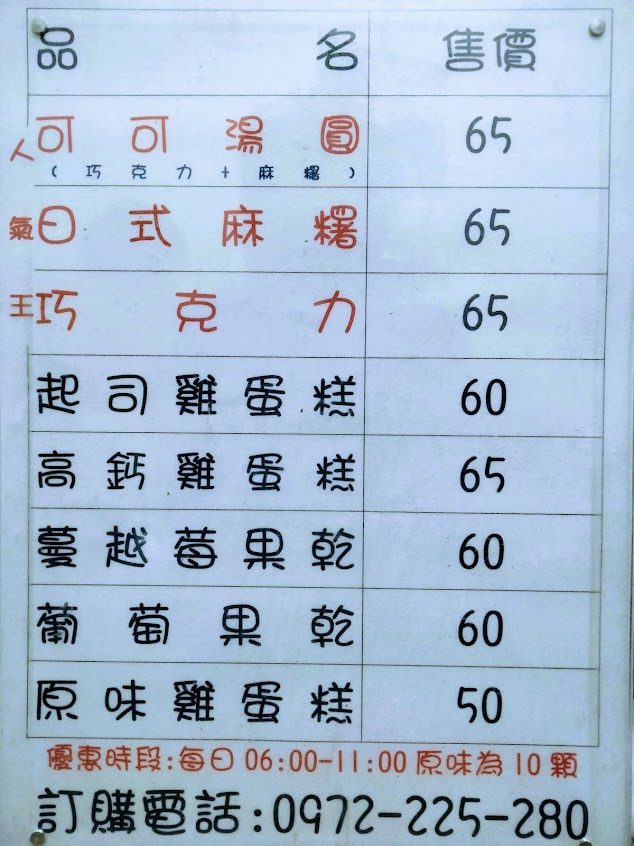 品名 售價
人氣王
可可湯圓 65
(巧克力+麻糬)
日式麻糬 65
巧克力 65
起司雞蛋糕 60
高鈣雞蛋糕 65
蔓越莓果乾 60
葡萄果乾 60
原味雞蛋糕 50
優惠時段:每日06:00-11:00原味為10顆
訂購電話:0972-225-280